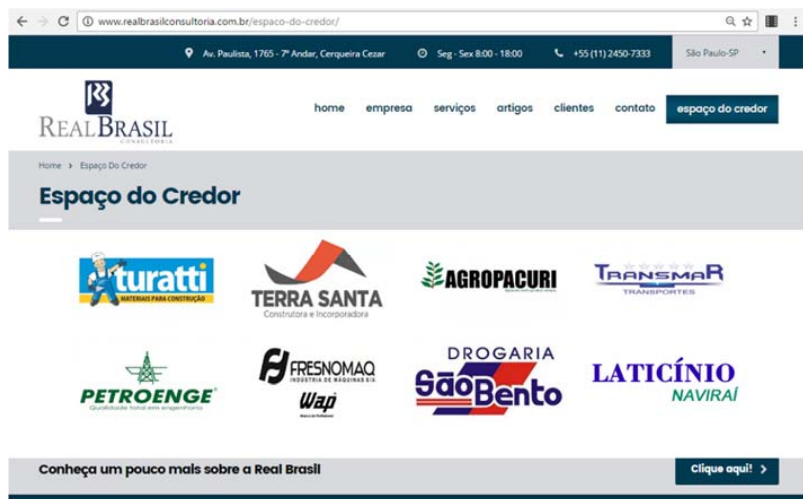 www.realbrasilconsultoria.com.br/espaco-do-credor/
Av. Paulista, 1765 - 7º Andar, Cerqueira Cezar
Seg - Sex 8:00 - 18:00
+55 (11) 2450-7333
São Paulo-SP
REALBRASIL
CONSULTORIA
home
empresa
serviços
artigos
clientes
contato
espaço do credor
Home > Espaço Do Credor
Espaço do Credor
turatti
MATERIAIS PARA CONSTRUÇÃO
TERRA SANTA
Construtora e Incorporadora
AGROPACURI
TRANSMAR
TRANSPORTES
PETROENGE
Qualidade total em engenharia
FRESNOMAQ
INDÚSTRIA DE MÁQUINAS S/A
Wap
DROGARIA
São Bento
LATICÍNIO
NAVIRAÍ
Conheça um pouco mais sobre a Real Brasil
Clique aqui! >